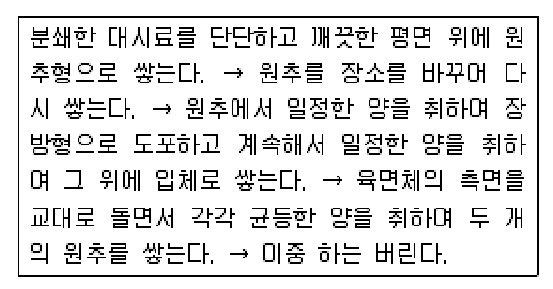 분쇄한 대시료를 단단하고 깨끗한 평면 위에 원
추형으로 쌓는다. → 원추를 장소를 바꾸어 다
시 쌓는다. → 원추에서 일정한 양을 취하여 장
방형으로 도포하고 계속해서 일정한 양을 취하
여 그 위에 입체로 쌓는다. → 육면체의 측면을
교대로 돌면서 각각 균등한 양을 취하며 두 개
의 원추를 쌓는다. → 이중 하는 버린다.